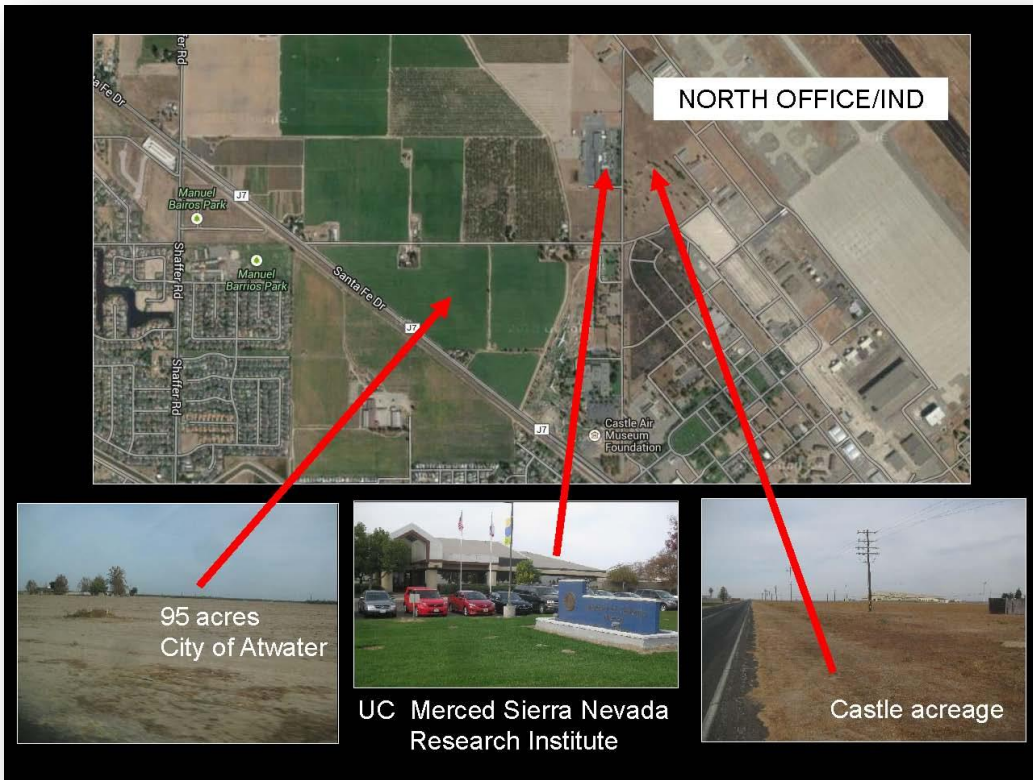 fer Rd
NORTH OFFICE/IND
a Fe Dr
J7
Manuel
Bairos Park
Shaffer Rd
Manuel
Barrios Park
Santa Fe Dr
J7
Shaffer Rd
J7
Castle Air
Museum
Foundation
95 acres
City of Atwater
UC Merced Sierra Nevada
Research Institute
Castle acreage